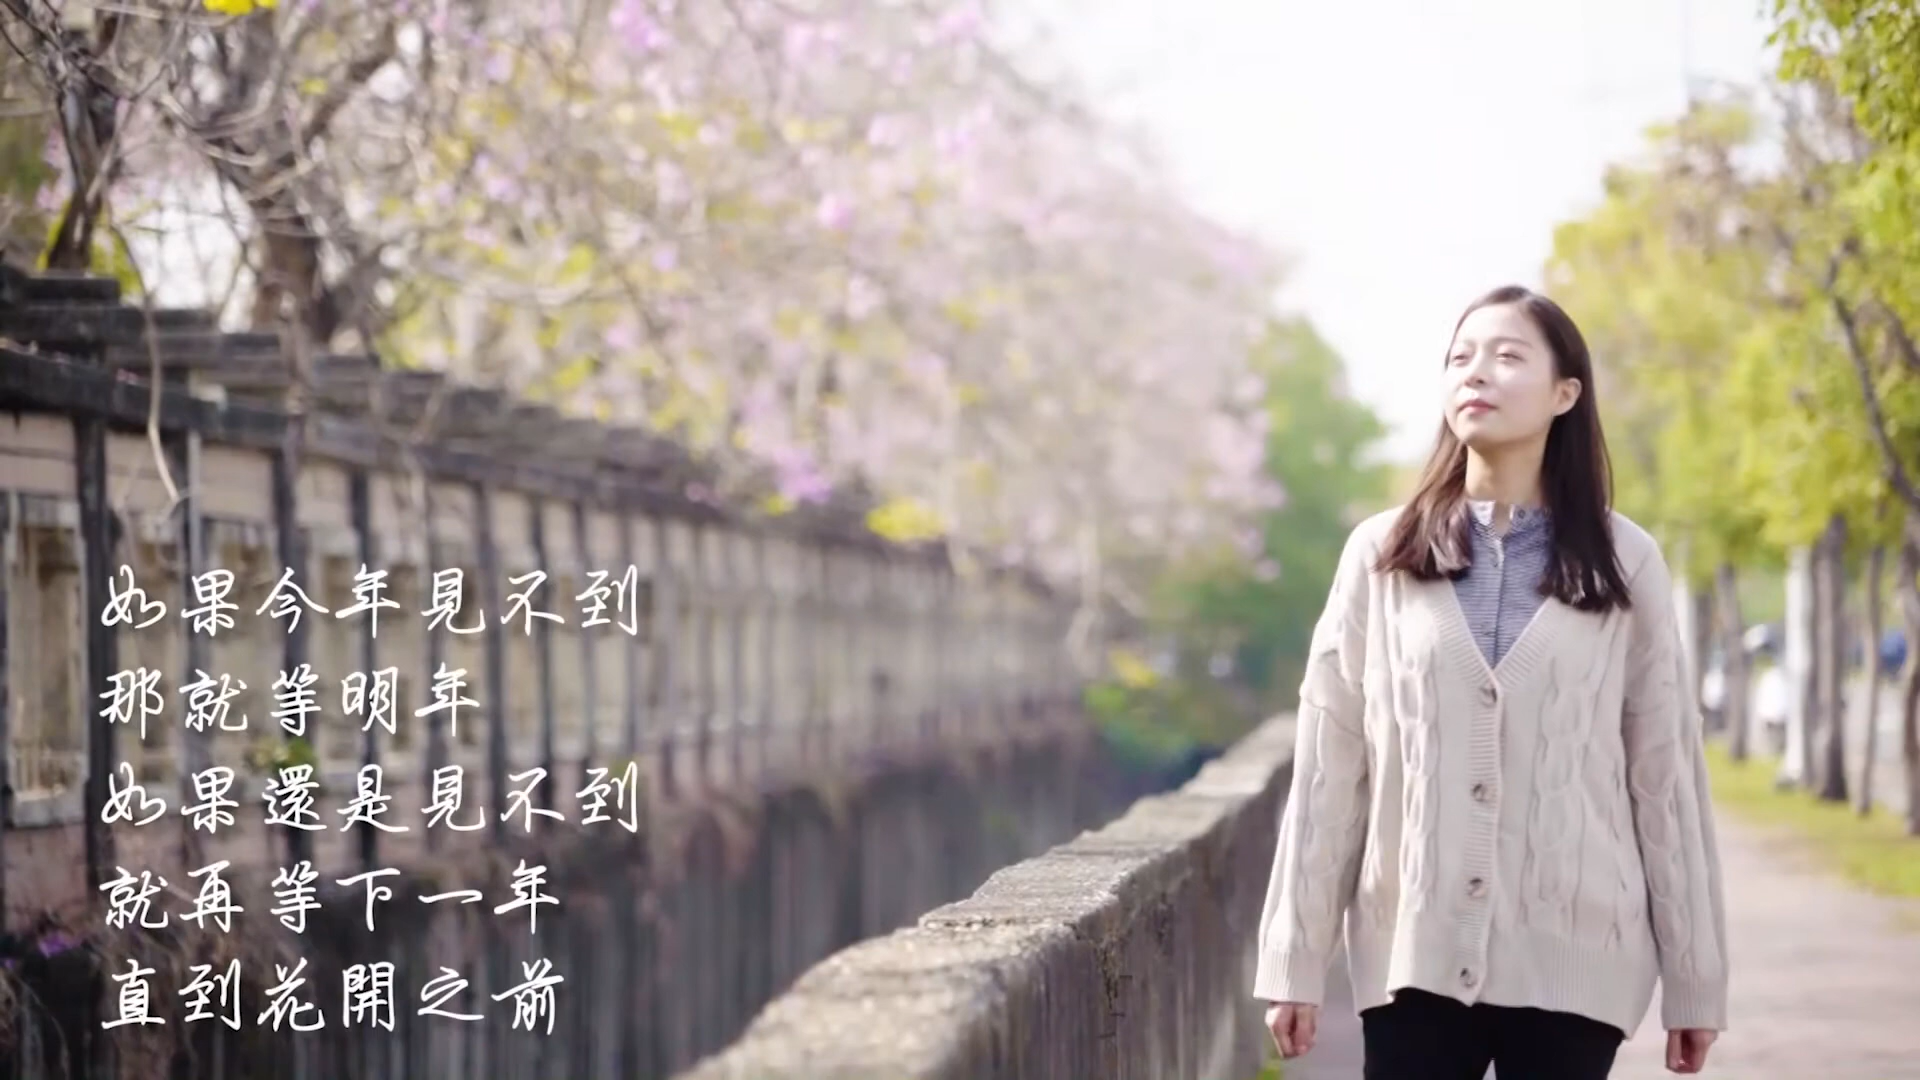 如果今年見不到
那就等明年
如果還是見不到
就再等下一年
直到花開之前